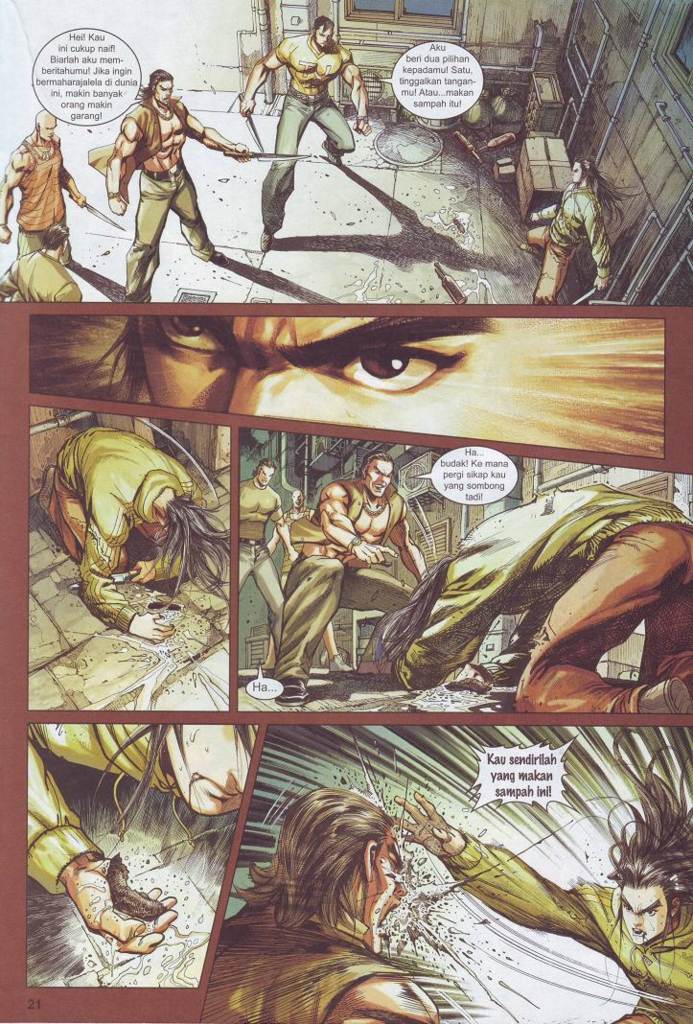 Hei! Kau
ini cukup naif!
Biarlah aku mem-
beritahumu! Jika ingin
bermaharajalela di dunia
ini, makin banyak
orang makin
garang!
Aku
beri dua pilihan
kepadamu! Satu,
tinggalkan tangan-
mu! Atau...makan
sampah itu!
Ha...
budak! Ke mana
pergi sikap kau
yang sombong
tadi!
Ha...
Kau sendirilah
yang makan
sampah ini!
21